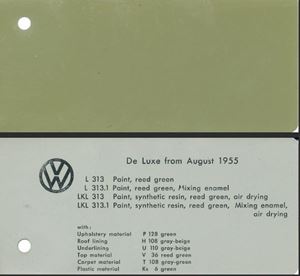 De Luxe from August 1955
L 313 Paint, reed green
L 313.1 Paint, reed green, Mixing enamel
LKL 313 Paint, synthetic resin, reed green, air drying
LKL 313.1 Paint, synthetic resin, reed green, Mixing enamel,
air drying
with:
Upholstery material P 128 green
Roof lining H 108 gray-beige
Underlining U 110 gray-beige
Top material V 36 reed green
Carpet material T 108 gray-green
Plastic material Ks 6 green